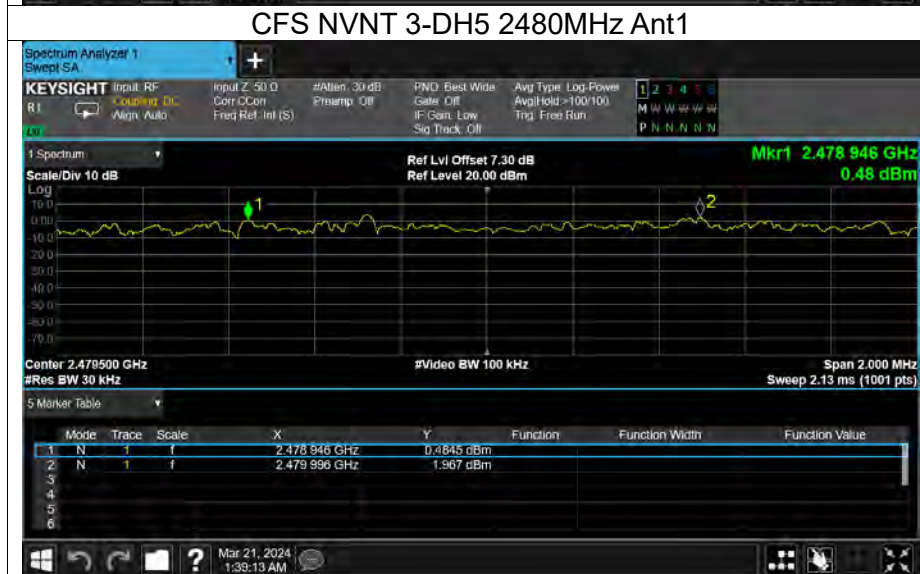 CFS NVNT 3-DH5 2480MHz Ant1
Spectrum Analyzer 1
Swept SA
+
KEYSIGHT Input: RF Input Z: 50 Ω #Atten: 30 dB PNO: Best Wide Avg Type: Log-Power 1 2 3 4 5 6
R L Coupling: DC Corr CCorr Preamp: Off Gate: Off Avg|Hold:>100/100 M W W W W W
Align: Auto Freq Ref: Int (S) IF Gain: Low Trig: Free Run
Sig Track: Off P N N N N N
1 Spectrum Ref Lvl Offset 7.30 dB Mkr1 2.478 946 GHz
Scale/Div 10 dB Ref Level 20.00 dBm 0.48 dBm
Log
10.0
0.00
-10.0
-20.0
-30.0
-40.0
-50.0
-60.0
-70.0
1
2
Center 2.479500 GHz #Video BW 100 kHz Span 2.000 MHz
#Res BW 30 kHz Sweep 2.13 ms (1001 pts)
5 Marker Table
Mode Trace Scale X Y Function Function Width Function Value
1 N 1 f 2.478 946 GHz 0.4845 dBm
2 N 1 f 2.479 996 GHz 1.967 dBm
3
4
5
6
? Mar 21, 2024
1:39:13 AM